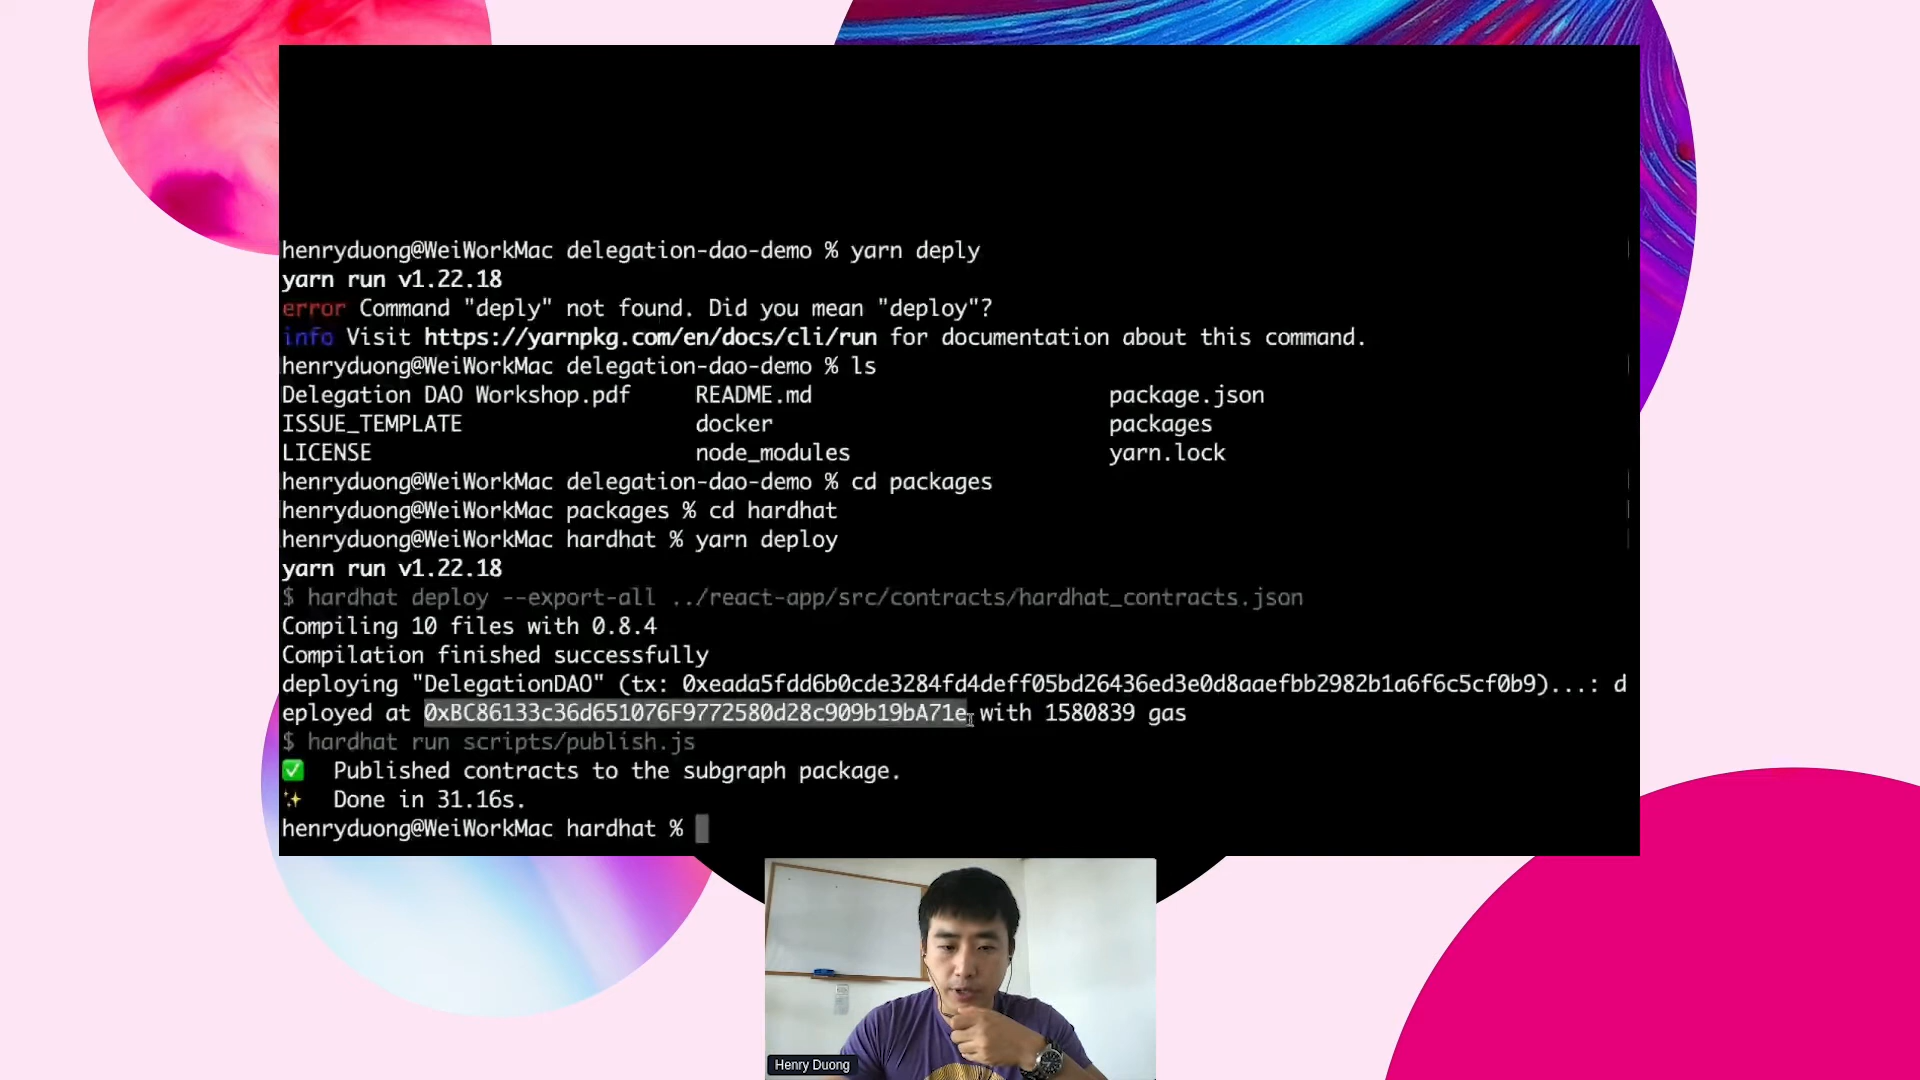 henryduong@WeiWorkMac delegation-dao-demo % yarn deply
yarn run v1.22.18
error Command "deply" not found. Did you mean "deploy"?
info Visit https://yarnpkg.com/en/docs/cli/run for documentation about this command.
henryduong@WeiWorkMac delegation-dao-demo % ls
Delegation DAO Workshop.pdf README.md package.json
ISSUE_TEMPLATE docker packages
LICENSE node_modules yarn.lock
henryduong@WeiWorkMac delegation-dao-demo % cd packages
henryduong@WeiWorkMac packages % cd hardhat
henryduong@WeiWorkMac hardhat % yarn deploy
yarn run v1.22.18
$ hardhat deploy --export-all ../react-app/src/contracts/hardhat_contracts.json
Compiling 10 files with 0.8.4
Compilation finished successfully
deploying "DelegationDAO" (tx: 0xeada5fdd6b0cde3284fd4deff05bd26436ed3e0d8aaefbb2982b1a6f6c5cf0b9)...: d
eployed at 0xBC86133c36d651076F9772580d28c909b19bA71e with 1580839 gas
$ hardhat run scripts/publish.js
✅ Published contracts to the subgraph package.
✨ Done in 31.16s.
henryduong@WeiWorkMac hardhat %
Henry Duong